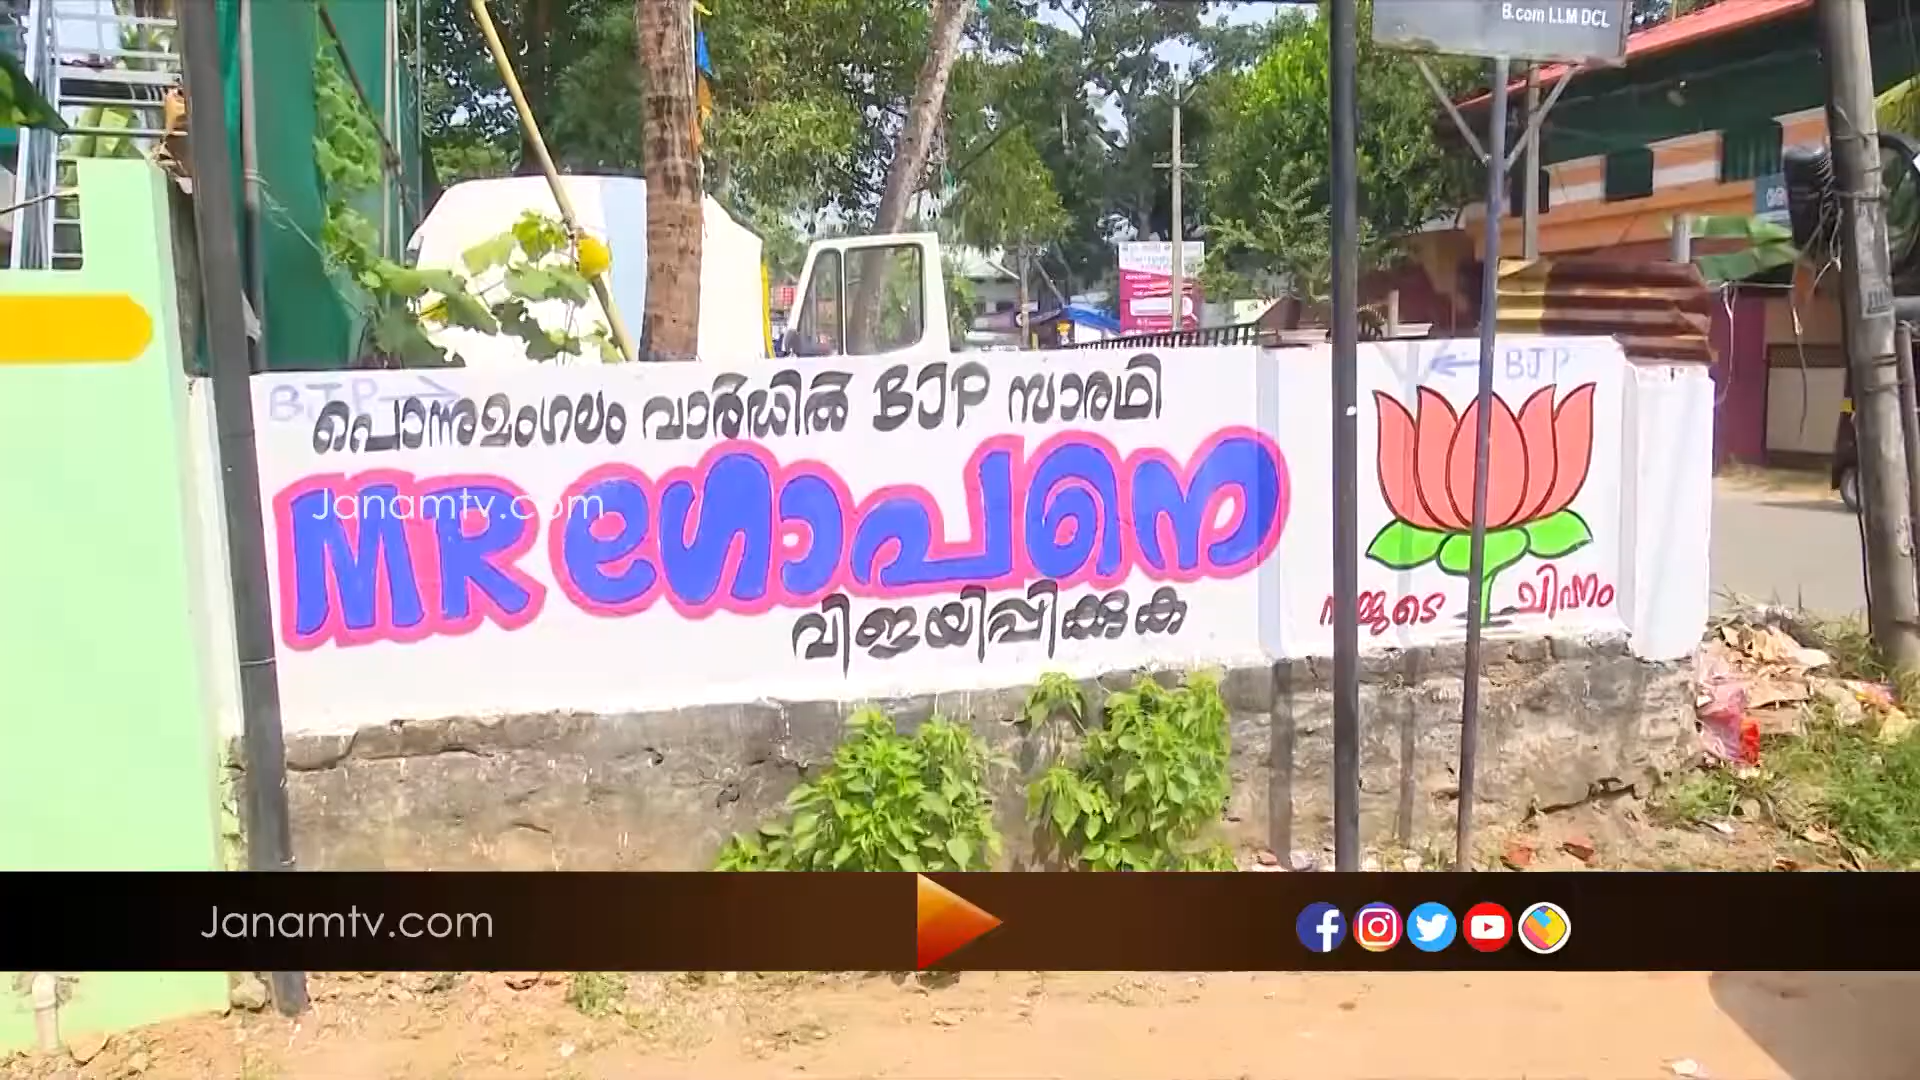 B.com LLM DCL
BJP →
← BJP
പൊന്നുമംഗലം വാർഡിൽ BJP സാരഥി
MR ഗോപനെ
വിജയിപ്പിക്കുക
നമ്മുടെ ചിഹ്നം
Janamtv.com
Janamtv.com